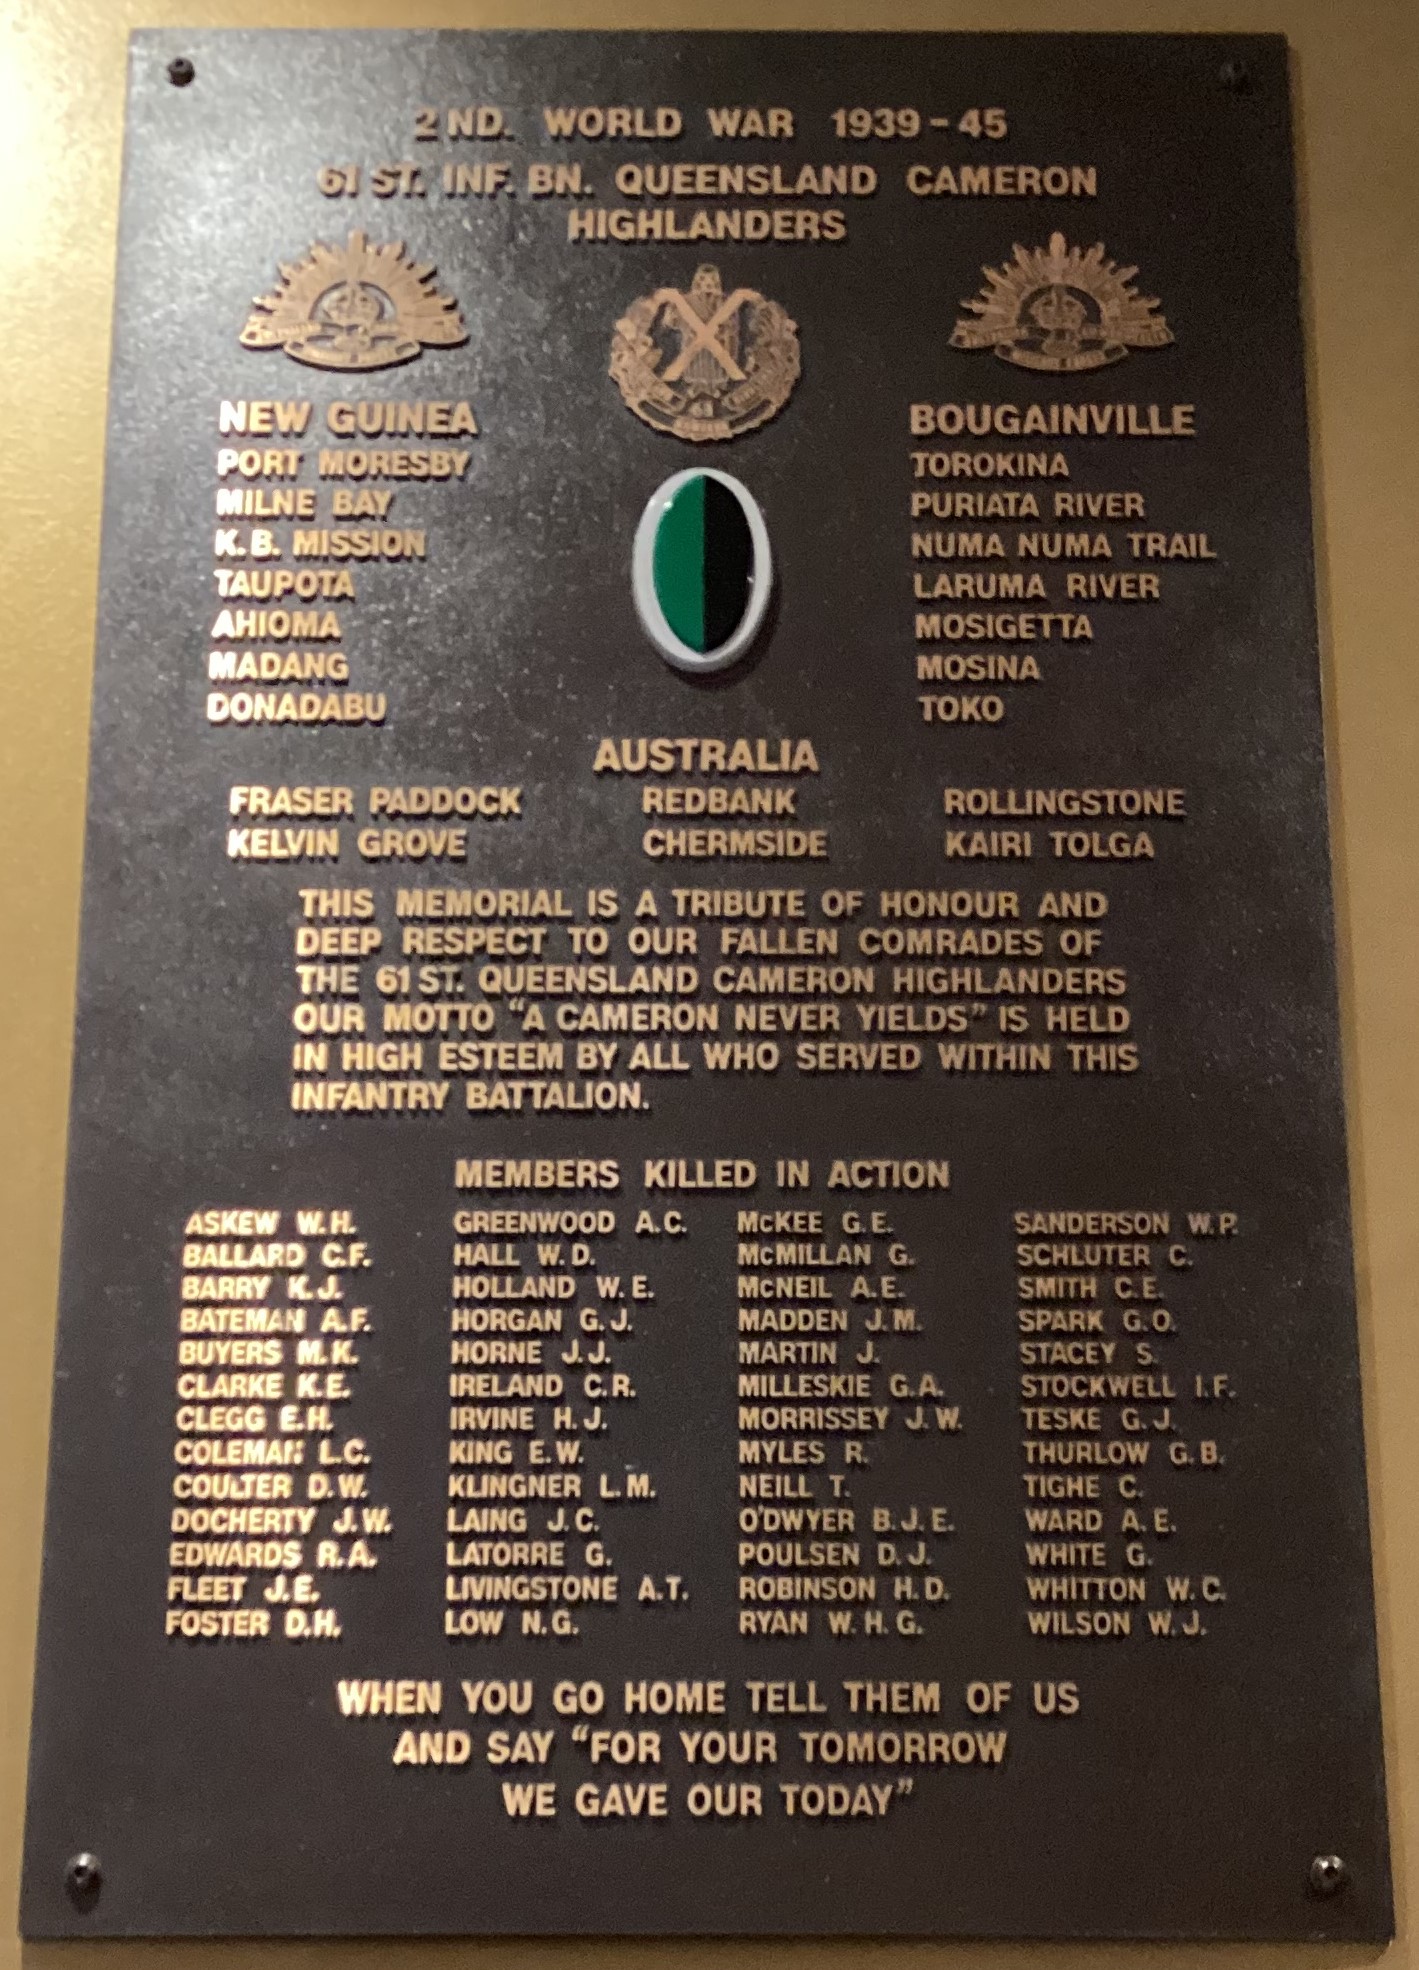 2 ND. WORLD WAR 1939 - 45
61 ST. INF. BN. QUEENSLAND CAMERON
HIGHLANDERS
NEW GUINEA
PORT MORESBY
MILNE BAY
K.B. MISSION
TAUPOTA
AHIOMA
MADANG
DONADABU
BOUGAINVILLE
TOROKINA
PURIATA RIVER
NUMA NUMA TRAIL
LARUMA RIVER
MOSIGETTA
MOSINA
TOKO
AUSTRALIA
FRASER PADDOCK REDBANK ROLLINGSTONE
KELVIN GROVE CHERMSIDE KAIRI TOLGA
THIS MEMORIAL IS A TRIBUTE OF HONOUR AND
DEEP RESPECT TO OUR FALLEN COMRADES OF
THE 61 ST. QUEENSLAND CAMERON HIGHLANDERS
OUR MOTTO “A CAMERON NEVER YIELDS” IS HELD
IN HIGH ESTEEM BY ALL WHO SERVED WITHIN THIS
INFANTRY BATTALION.
MEMBERS KILLED IN ACTION
ASKEW W.H.
BALLARD C.F.
BARRY K.J.
BATEMAN A.F.
BUYERS M.K.
CLARKE K.E.
CLEGG E.H.
COLEMAN L.C.
COULTER D.W.
DOCHERTY J.W.
EDWARDS R.A.
FLEET J.E.
FOSTER D.H.
GREENWOOD A.C.
HALL W.D.
HOLLAND W.E.
HORGAN G.J.
HORNE J.J.
IRELAND C.R.
IRVINE H.J.
KING E.W.
KLINGNER L.M.
LAING J.C.
LATORRE G.
LIVINGSTONE A.T.
LOW N.G.
McKEE G.E.
McMILLAN G.
McNEIL A.E.
MADDEN J.M.
MARTIN J.
MILLESKIE G.A.
MORRISSEY J.W.
MYLES R.
NEILL T.
O'DWYER B.J.E.
POULSEN D.J.
ROBINSON H.D.
RYAN W.H.G.
SANDERSON W.P.
SCHLUTER C.
SMITH C.E.
SPARK G.O.
STACEY S.
STOCKWELL I.F.
TESKE G.J.
THURLOW G.B.
TIGHE C.
WARD A.E.
WHITE G.
WHITTON W.C.
WILSON W.J.
WHEN YOU GO HOME TELL THEM OF US
AND SAY “FOR YOUR TOMORROW
WE GAVE OUR TODAY”